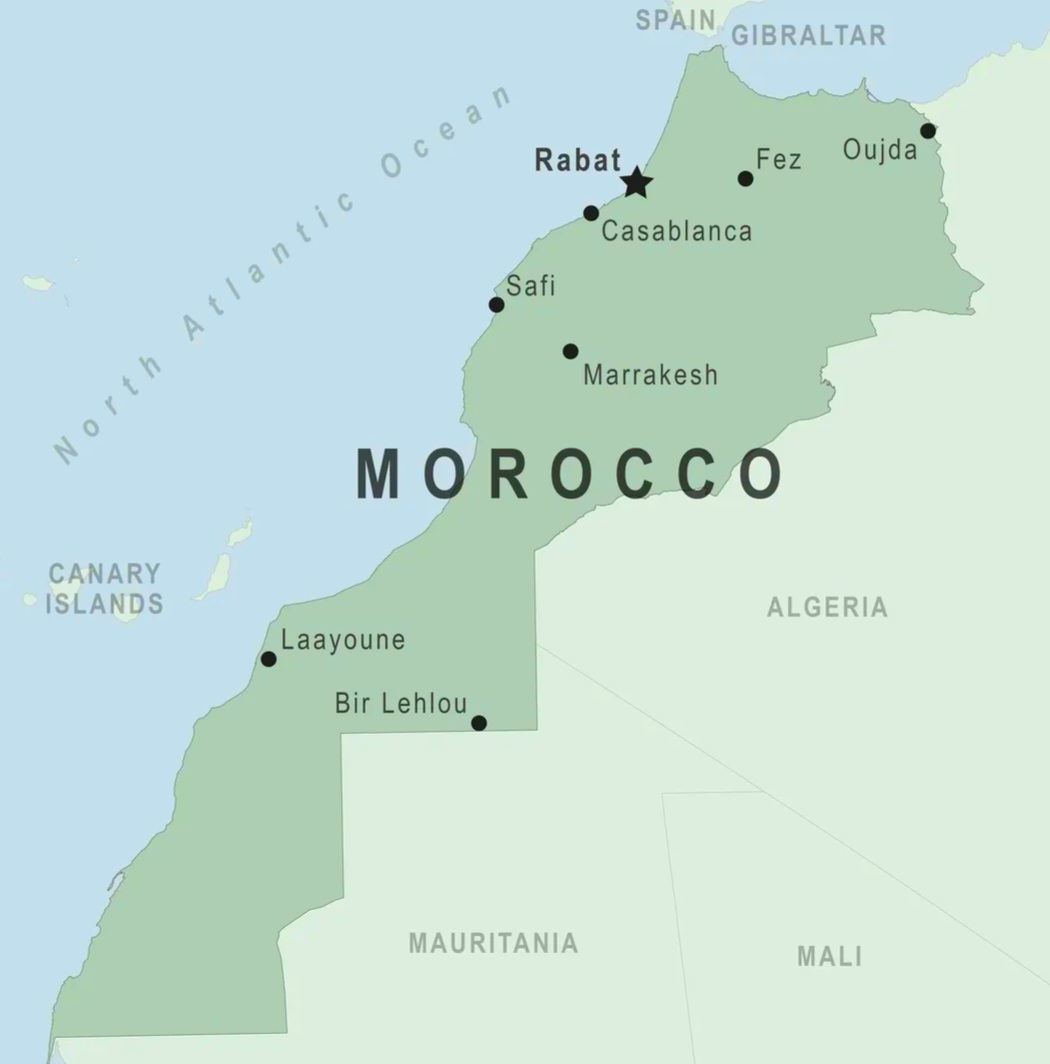 SPAIN
GIBRALTAR
North Atlantic Ocean
Rabat
Fez
Oujda
Casablanca
Safi
Marrakesh
MOROCCO
CANARY
ISLANDS
ALGERIA
Laayoune
Bir Lehlou
MAURITANIA
MALI